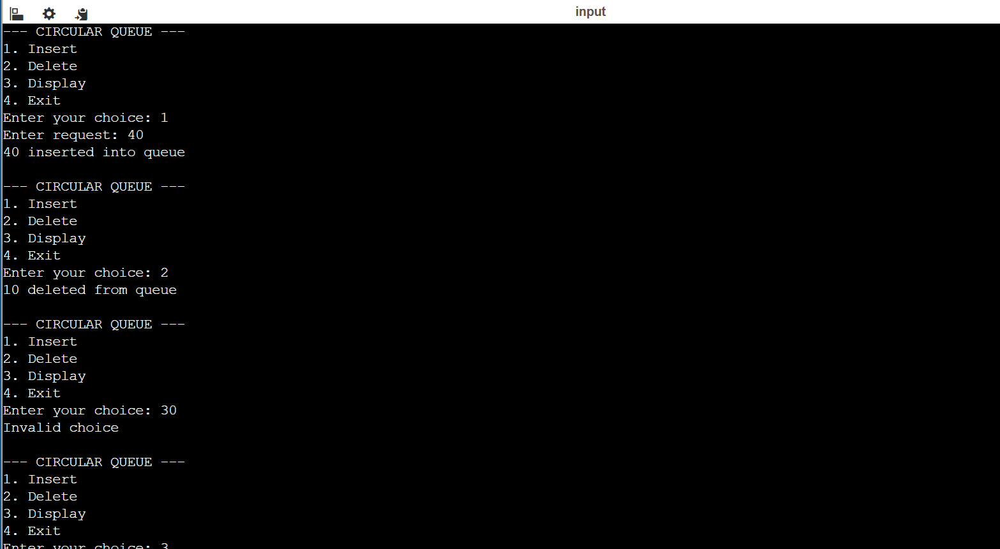 input
--- CIRCULAR QUEUE ---
1. Insert
2. Delete
3. Display
4. Exit
Enter your choice: 1
Enter request: 40
40 inserted into queue
--- CIRCULAR QUEUE ---
1. Insert
2. Delete
3. Display
4. Exit
Enter your choice: 2
10 deleted from queue
--- CIRCULAR QUEUE ---
1. Insert
2. Delete
3. Display
4. Exit
Enter your choice: 30
Invalid choice
--- CIRCULAR QUEUE ---
1. Insert
2. Delete
3. Display
4. Exit
Enter your choice: 3